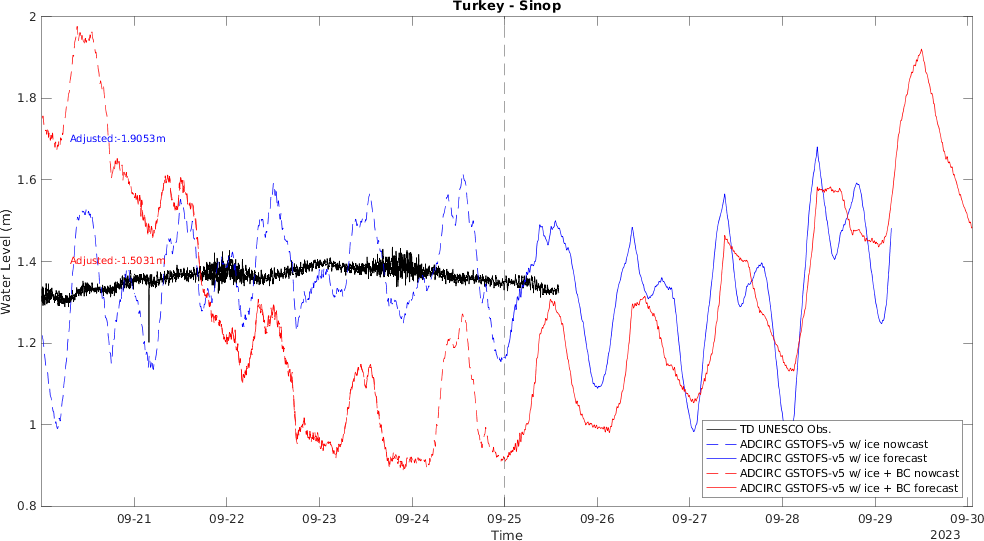 Turkey - Sinop
2
1.8
1.6
1.4
1.2
1
0.8
Water Level (m)
Adjusted:-1.9053m
Adjusted:-1.5031m
TD UNESCO Obs.
ADCIRC GSTOFS-v5 w/ ice nowcast
ADCIRC GSTOFS-v5 w/ ice forecast
ADCIRC GSTOFS-v5 w/ ice + BC nowcast
ADCIRC GSTOFS-v5 w/ ice + BC forecast
09-21 09-22 09-23 09-24 09-25 09-26 09-27 09-28 09-29 09-30
Time
2023